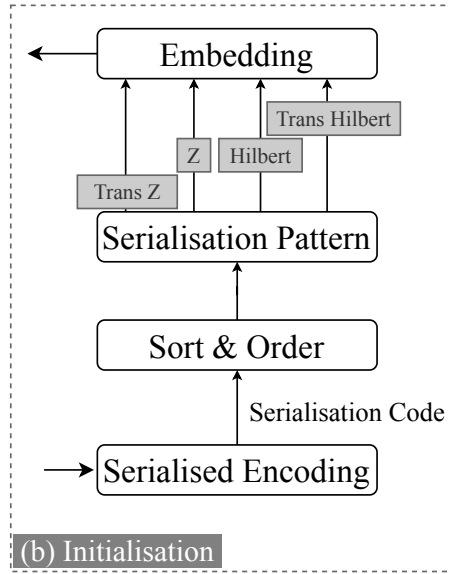 Embedding
Trans Hilbert
Z
Hilbert
Trans Z
Serialisation Pattern
Sort & Order
Serialisation Code
Serialised Encoding
(b) Initialisation